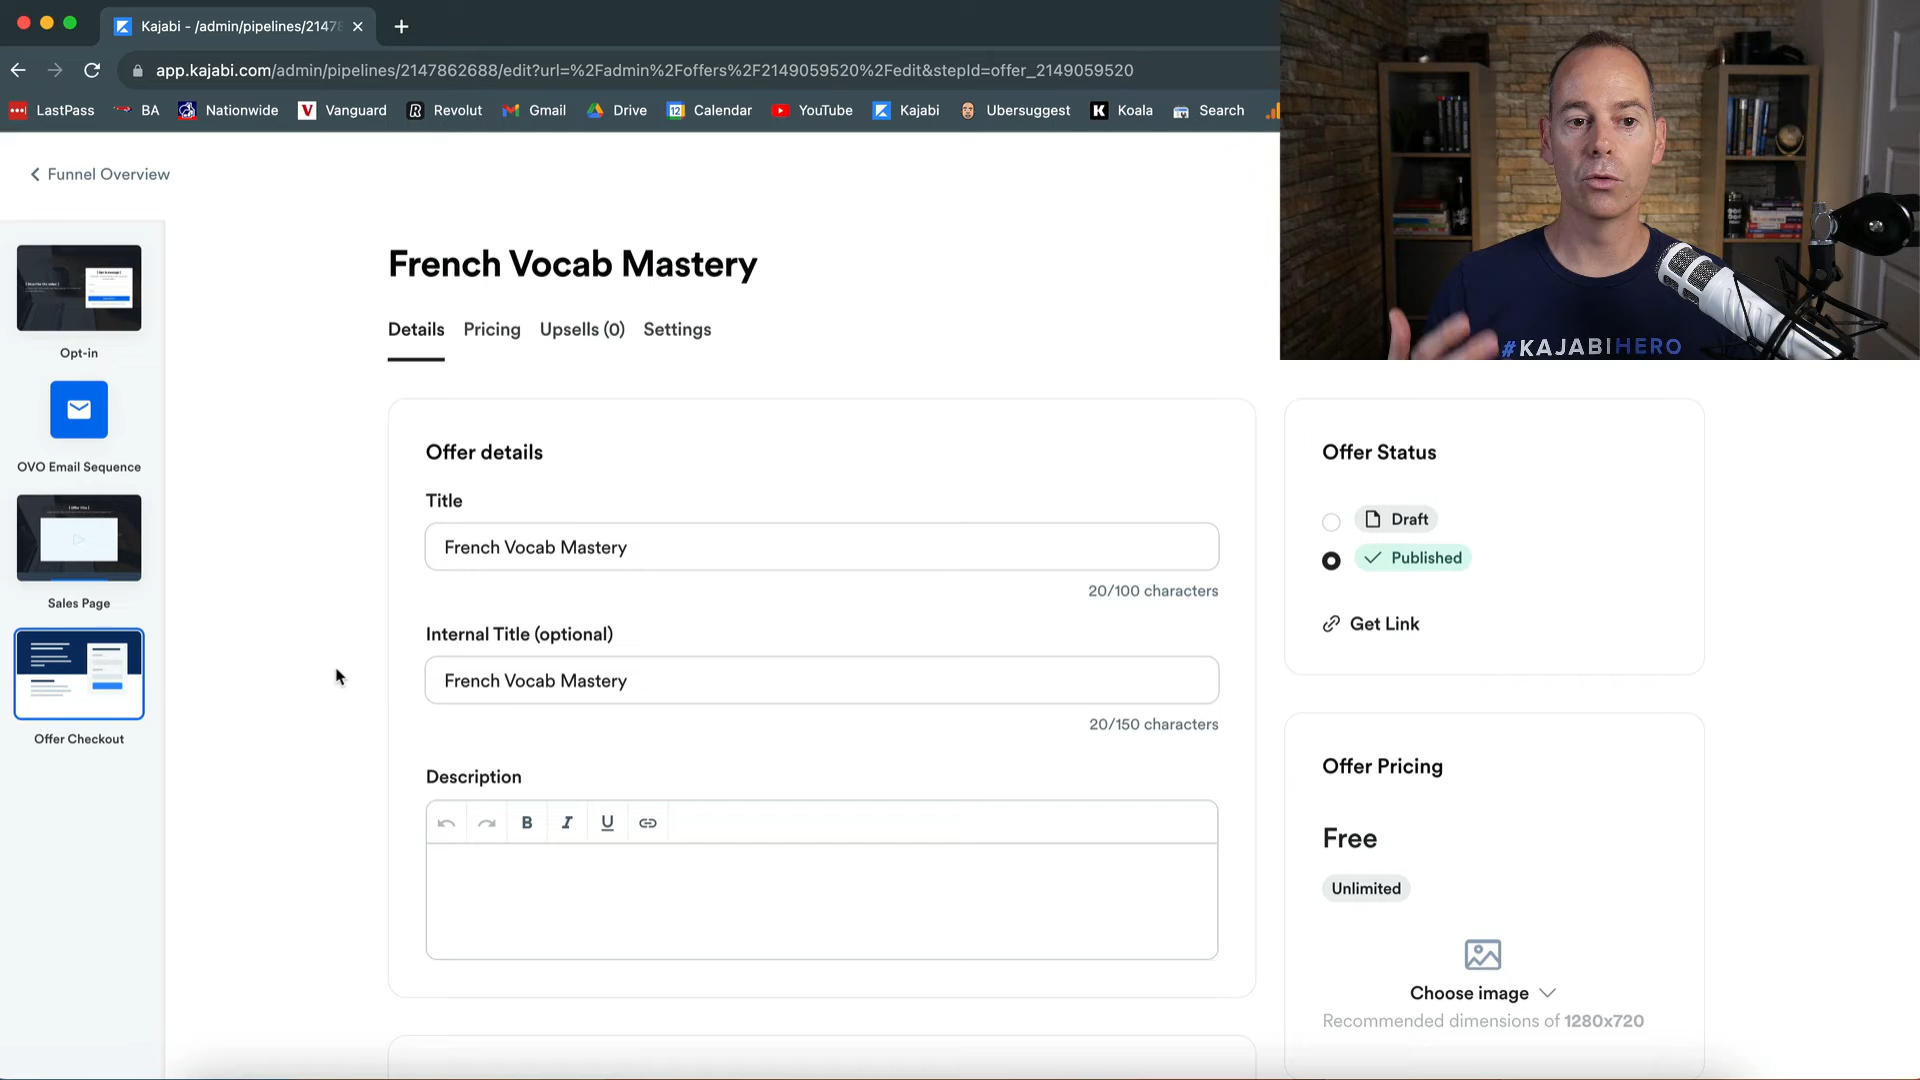 Kajabi - /admin/pipelines/2147
app.kajabi.com/admin/pipelines/2147862688/edit?url=%2Fadmin%2Foffers%2F2149059520%2Fedit&stepId=offer_2149059520
LastPass BA Nationwide Vanguard Revolut Gmail Drive Calendar YouTube Kajabi Ubersuggest Koala Search
Funnel Overview
Opt-in
OVO Email Sequence
Sales Page
Offer Checkout
French Vocab Mastery
Details Pricing Upsells (0) Settings
Offer details
Title
French Vocab Mastery
20/100 characters
Internal Title (optional)
French Vocab Mastery
20/150 characters
Description
B I U
Offer Status
Draft
Published
Get Link
Offer Pricing
Free
Unlimited
Choose image
Recommended dimensions of 1280x720
#KAJABIHERO